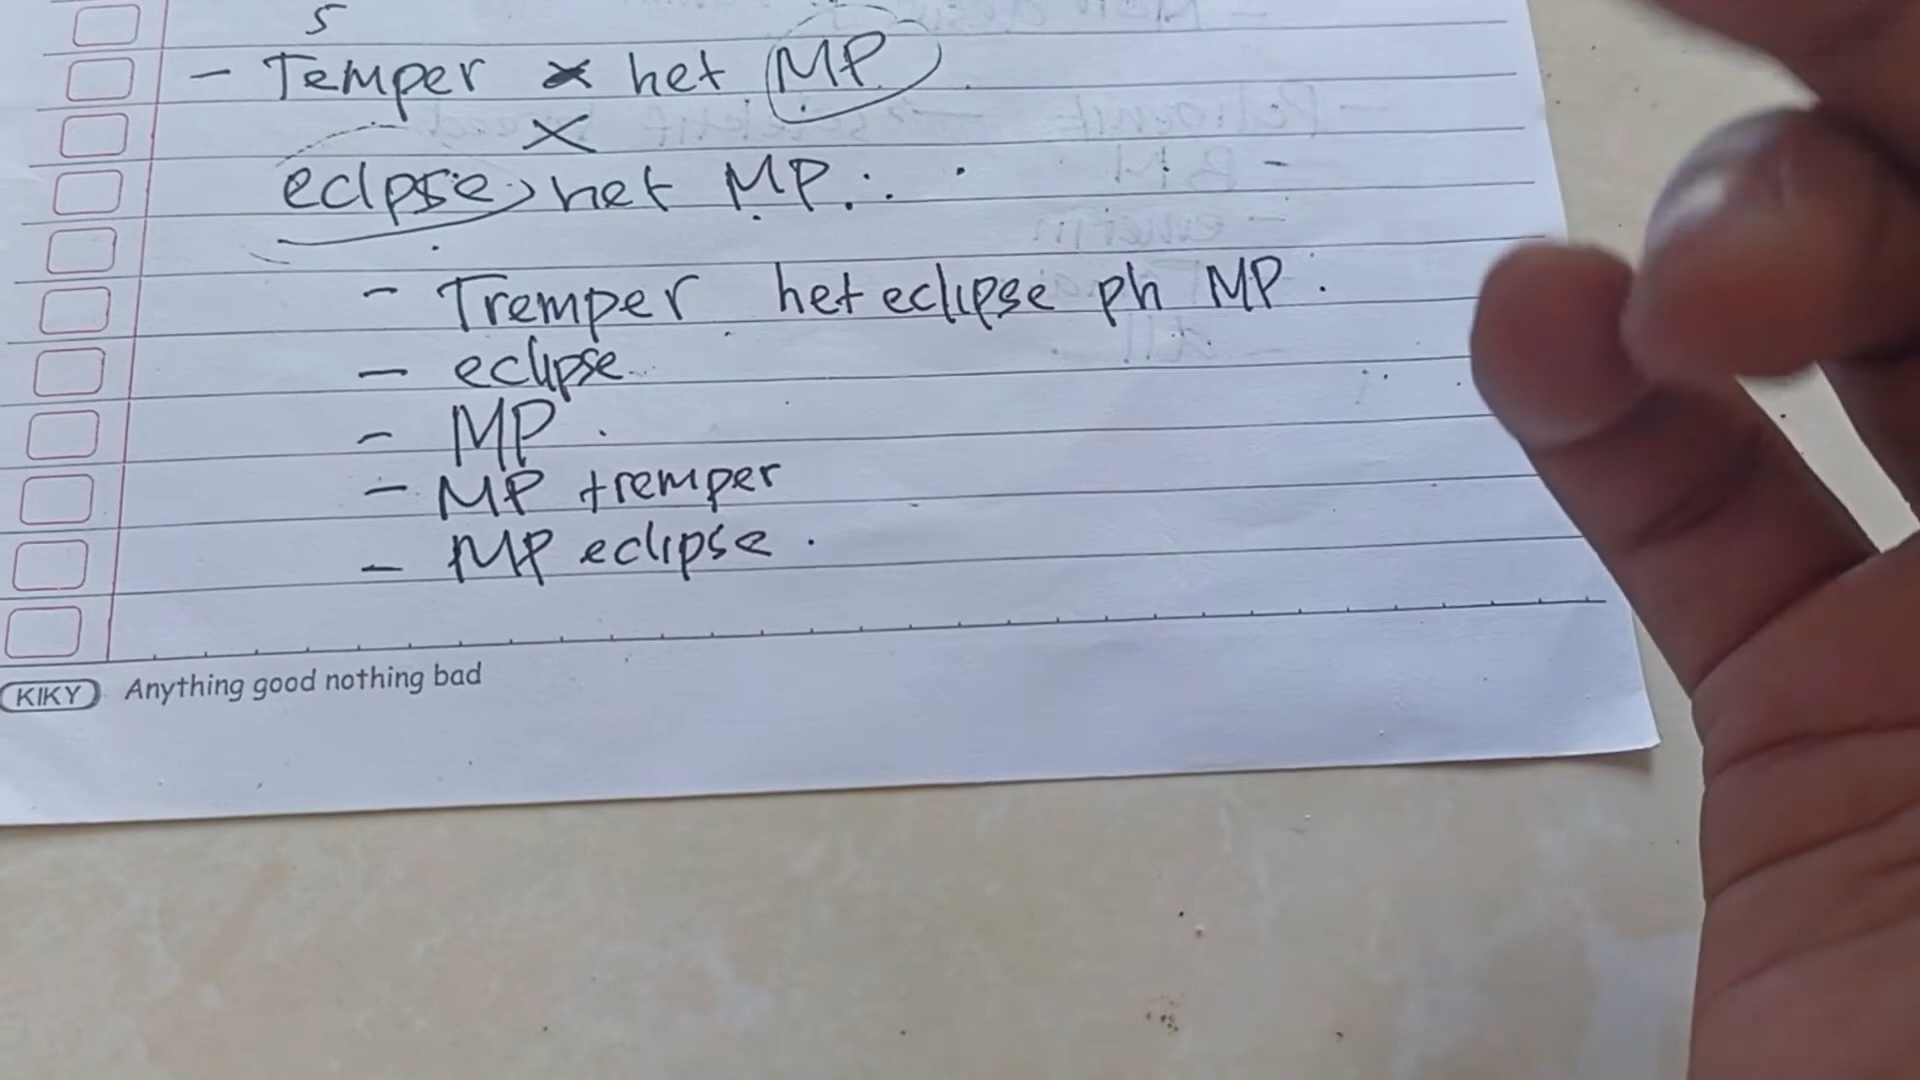 5
- Temper x het MP
x
eclpse het MP
- Tremper het eclipse ph MP.
- eclipse
- MP
- MP tremper
- MP eclipse.
KIKY Anything good nothing bad